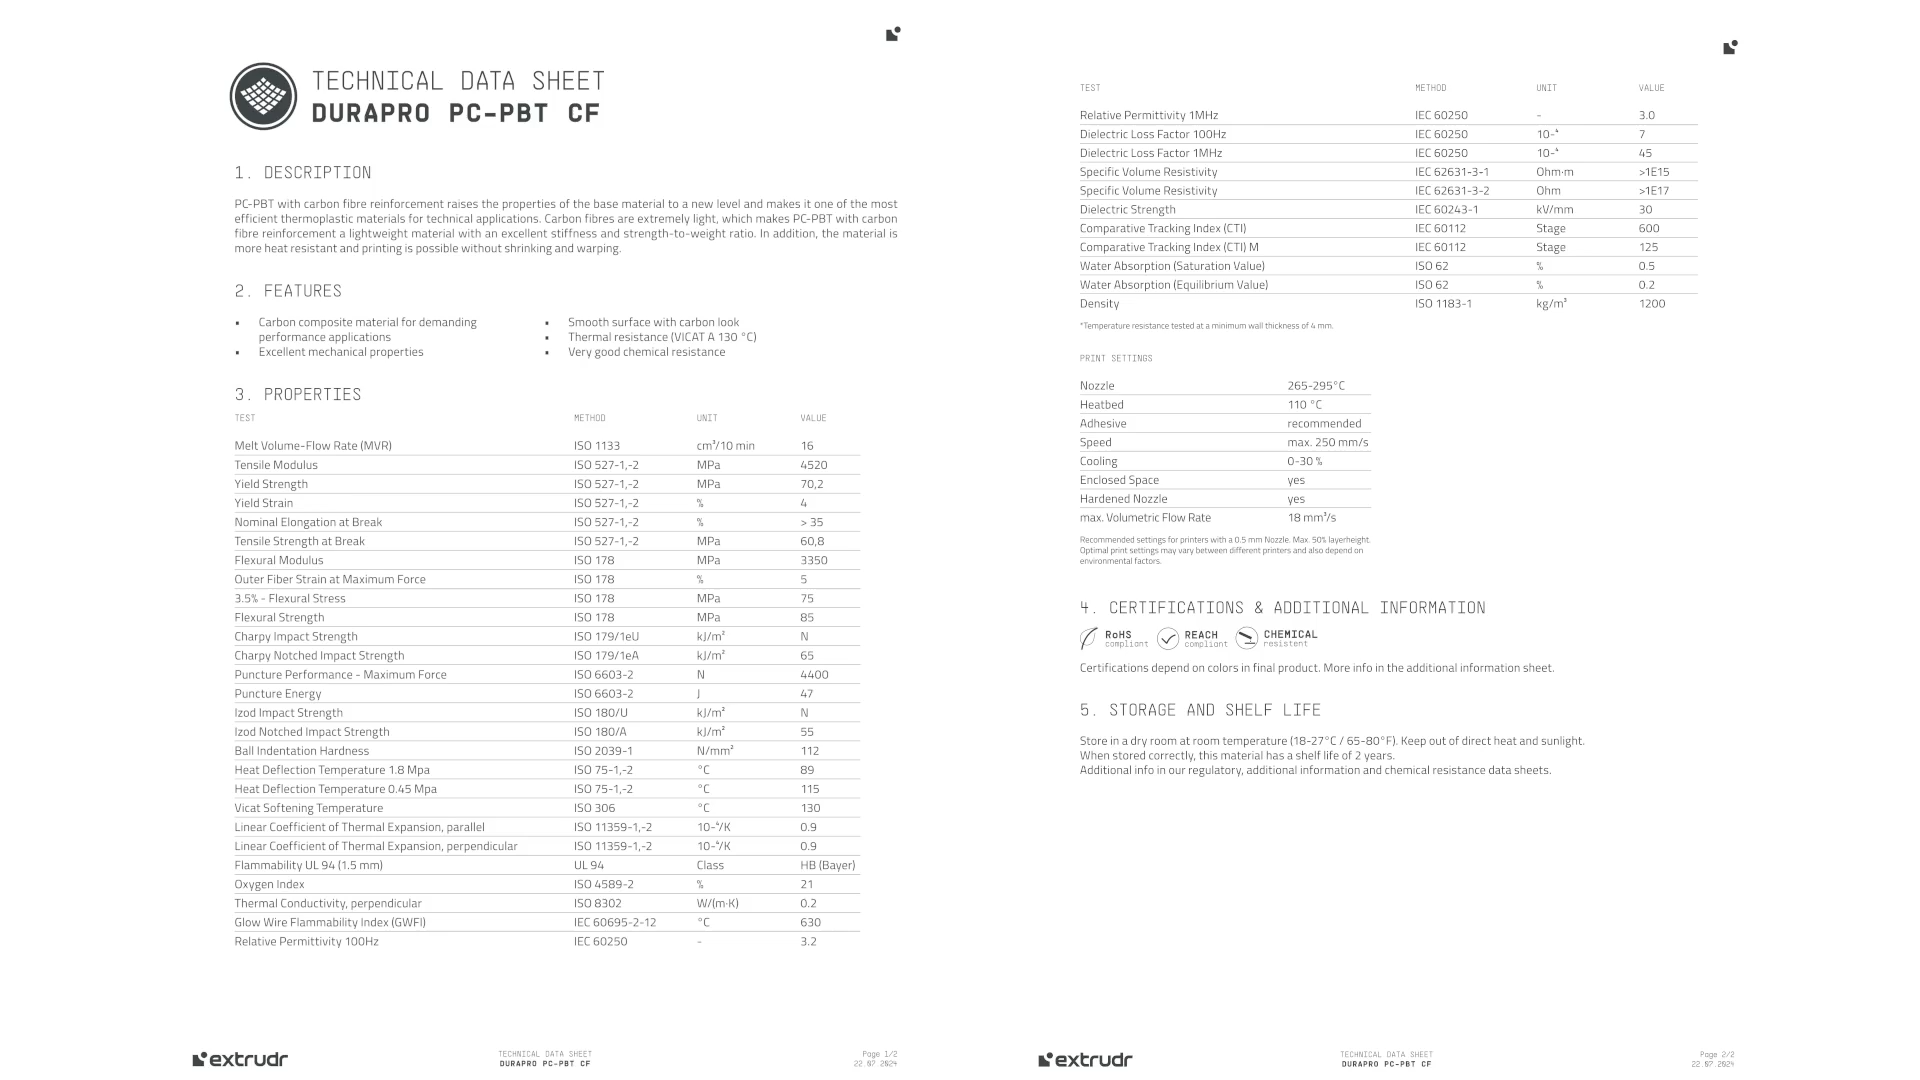 TECHNICAL DATA SHEET
DURAPRO PC-PBT CF
1. DESCRIPTION
PC-PBT with carbon fibre reinforcement raises the properties of the base material to a new level and makes it one of the most
efficient thermoplastic materials for technical applications. Carbon fibres are extremely light, which makes PC-PBT with carbon
fibre reinforcement a lightweight material with an excellent stiffness and strength-to-weight ratio. In addition, the material is
more heat resistant and printing is possible without shrinking and warping.
2. FEATURES
▪ Carbon composite material for demanding
performance applications
▪ Excellent mechanical properties
▪ Smooth surface with carbon look
▪ Thermal resistance (VICAT A 130 °C)
▪ Very good chemical resistance
3. PROPERTIES
TEST METHOD UNIT VALUE
Melt Volume-Flow Rate (MVR) ISO 1133 cm³/10 min 16
Tensile Modulus ISO 527-1,-2 MPa 4520
Yield Strength ISO 527-1,-2 MPa 70,2
Yield Strain ISO 527-1,-2 % 4
Nominal Elongation at Break ISO 527-1,-2 % > 35
Tensile Strength at Break ISO 527-1,-2 MPa 60,8
Flexural Modulus ISO 178 MPa 3350
Outer Fiber Strain at Maximum Force ISO 178 % 5
3.5% - Flexural Stress ISO 178 MPa 75
Flexural Strength ISO 178 MPa 85
Charpy Impact Strength ISO 179/1eU kJ/m² N
Charpy Notched Impact Strength ISO 179/1eA kJ/m² 65
Puncture Performance - Maximum Force ISO 6603-2 N 4400
Puncture Energy ISO 6603-2 J 47
Izod Impact Strength ISO 180/U kJ/m² N
Izod Notched Impact Strength ISO 180/A kJ/m² 55
Ball Indentation Hardness ISO 2039-1 N/mm² 112
Heat Deflection Temperature 1.8 Mpa ISO 75-1,-2 °C 89
Heat Deflection Temperature 0.45 Mpa ISO 75-1,-2 °C 115
Vicat Softening Temperature ISO 306 °C 130
Linear Coefficient of Thermal Expansion, parallel ISO 11359-1,-2 10-⁴/K 0.9
Linear Coefficient of Thermal Expansion, perpendicular ISO 11359-1,-2 10-⁴/K 0.9
Flammability UL 94 (1.5 mm) UL 94 Class HB (Bayer)
Oxygen Index ISO 4589-2 % 21
Thermal Conductivity, perpendicular ISO 8302 W/(m·K) 0.2
Glow Wire Flammability Index (GWFI) IEC 60695-2-12 °C 630
Relative Permittivity 100Hz IEC 60250 - 3.2
extrudr
TECHNICAL DATA SHEET
DURAPRO PC-PBT CF
Page 1/2
22.07.2024
TEST METHOD UNIT VALUE
Relative Permittivity 1MHz IEC 60250 - 3.0
Dielectric Loss Factor 100Hz IEC 60250 10-⁴ 7
Dielectric Loss Factor 1MHz IEC 60250 10-⁴ 45
Specific Volume Resistivity IEC 62631-3-1 Ohm·m >1E15
Specific Volume Resistivity IEC 62631-3-2 Ohm >1E17
Dielectric Strength IEC 60243-1 kV/mm 30
Comparative Tracking Index (CTI) IEC 60112 Stage 600
Comparative Tracking Index (CTI) M IEC 60112 Stage 125
Water Absorption (Saturation Value) ISO 62 % 0.5
Water Absorption (Equilibrium Value) ISO 62 % 0.2
Density ISO 1183-1 kg/m³ 1200
*Temperature resistance tested at a minimum wall thickness of 4 mm.
PRINT SETTINGS
Nozzle 265-295°C
Heatbed 110 °C
Adhesive recommended
Speed max. 250 mm/s
Cooling 0-30 %
Enclosed Space yes
Hardened Nozzle yes
max. Volumetric Flow Rate 18 mm³/s
Recommended settings for printers with a 0.5 mm Nozzle. Max. 50% layerheight.
Optimal print settings may vary between different printers and also depend on
environmental factors.
4. CERTIFICATIONS & ADDITIONAL INFORMATION
RoHS compliant
REACH compliant
CHEMICAL resistent
Certifications depend on colors in final product. More info in the additional information sheet.
5. STORAGE AND SHELF LIFE
Store in a dry room at room temperature (18-27°C / 65-80°F). Keep out of direct heat and sunlight.
When stored correctly, this material has a shelf life of 2 years.
Additional info in our regulatory, additional information and chemical resistance data sheets.
extrudr
TECHNICAL DATA SHEET
DURAPRO PC-PBT CF
Page 2/2
22.07.2024